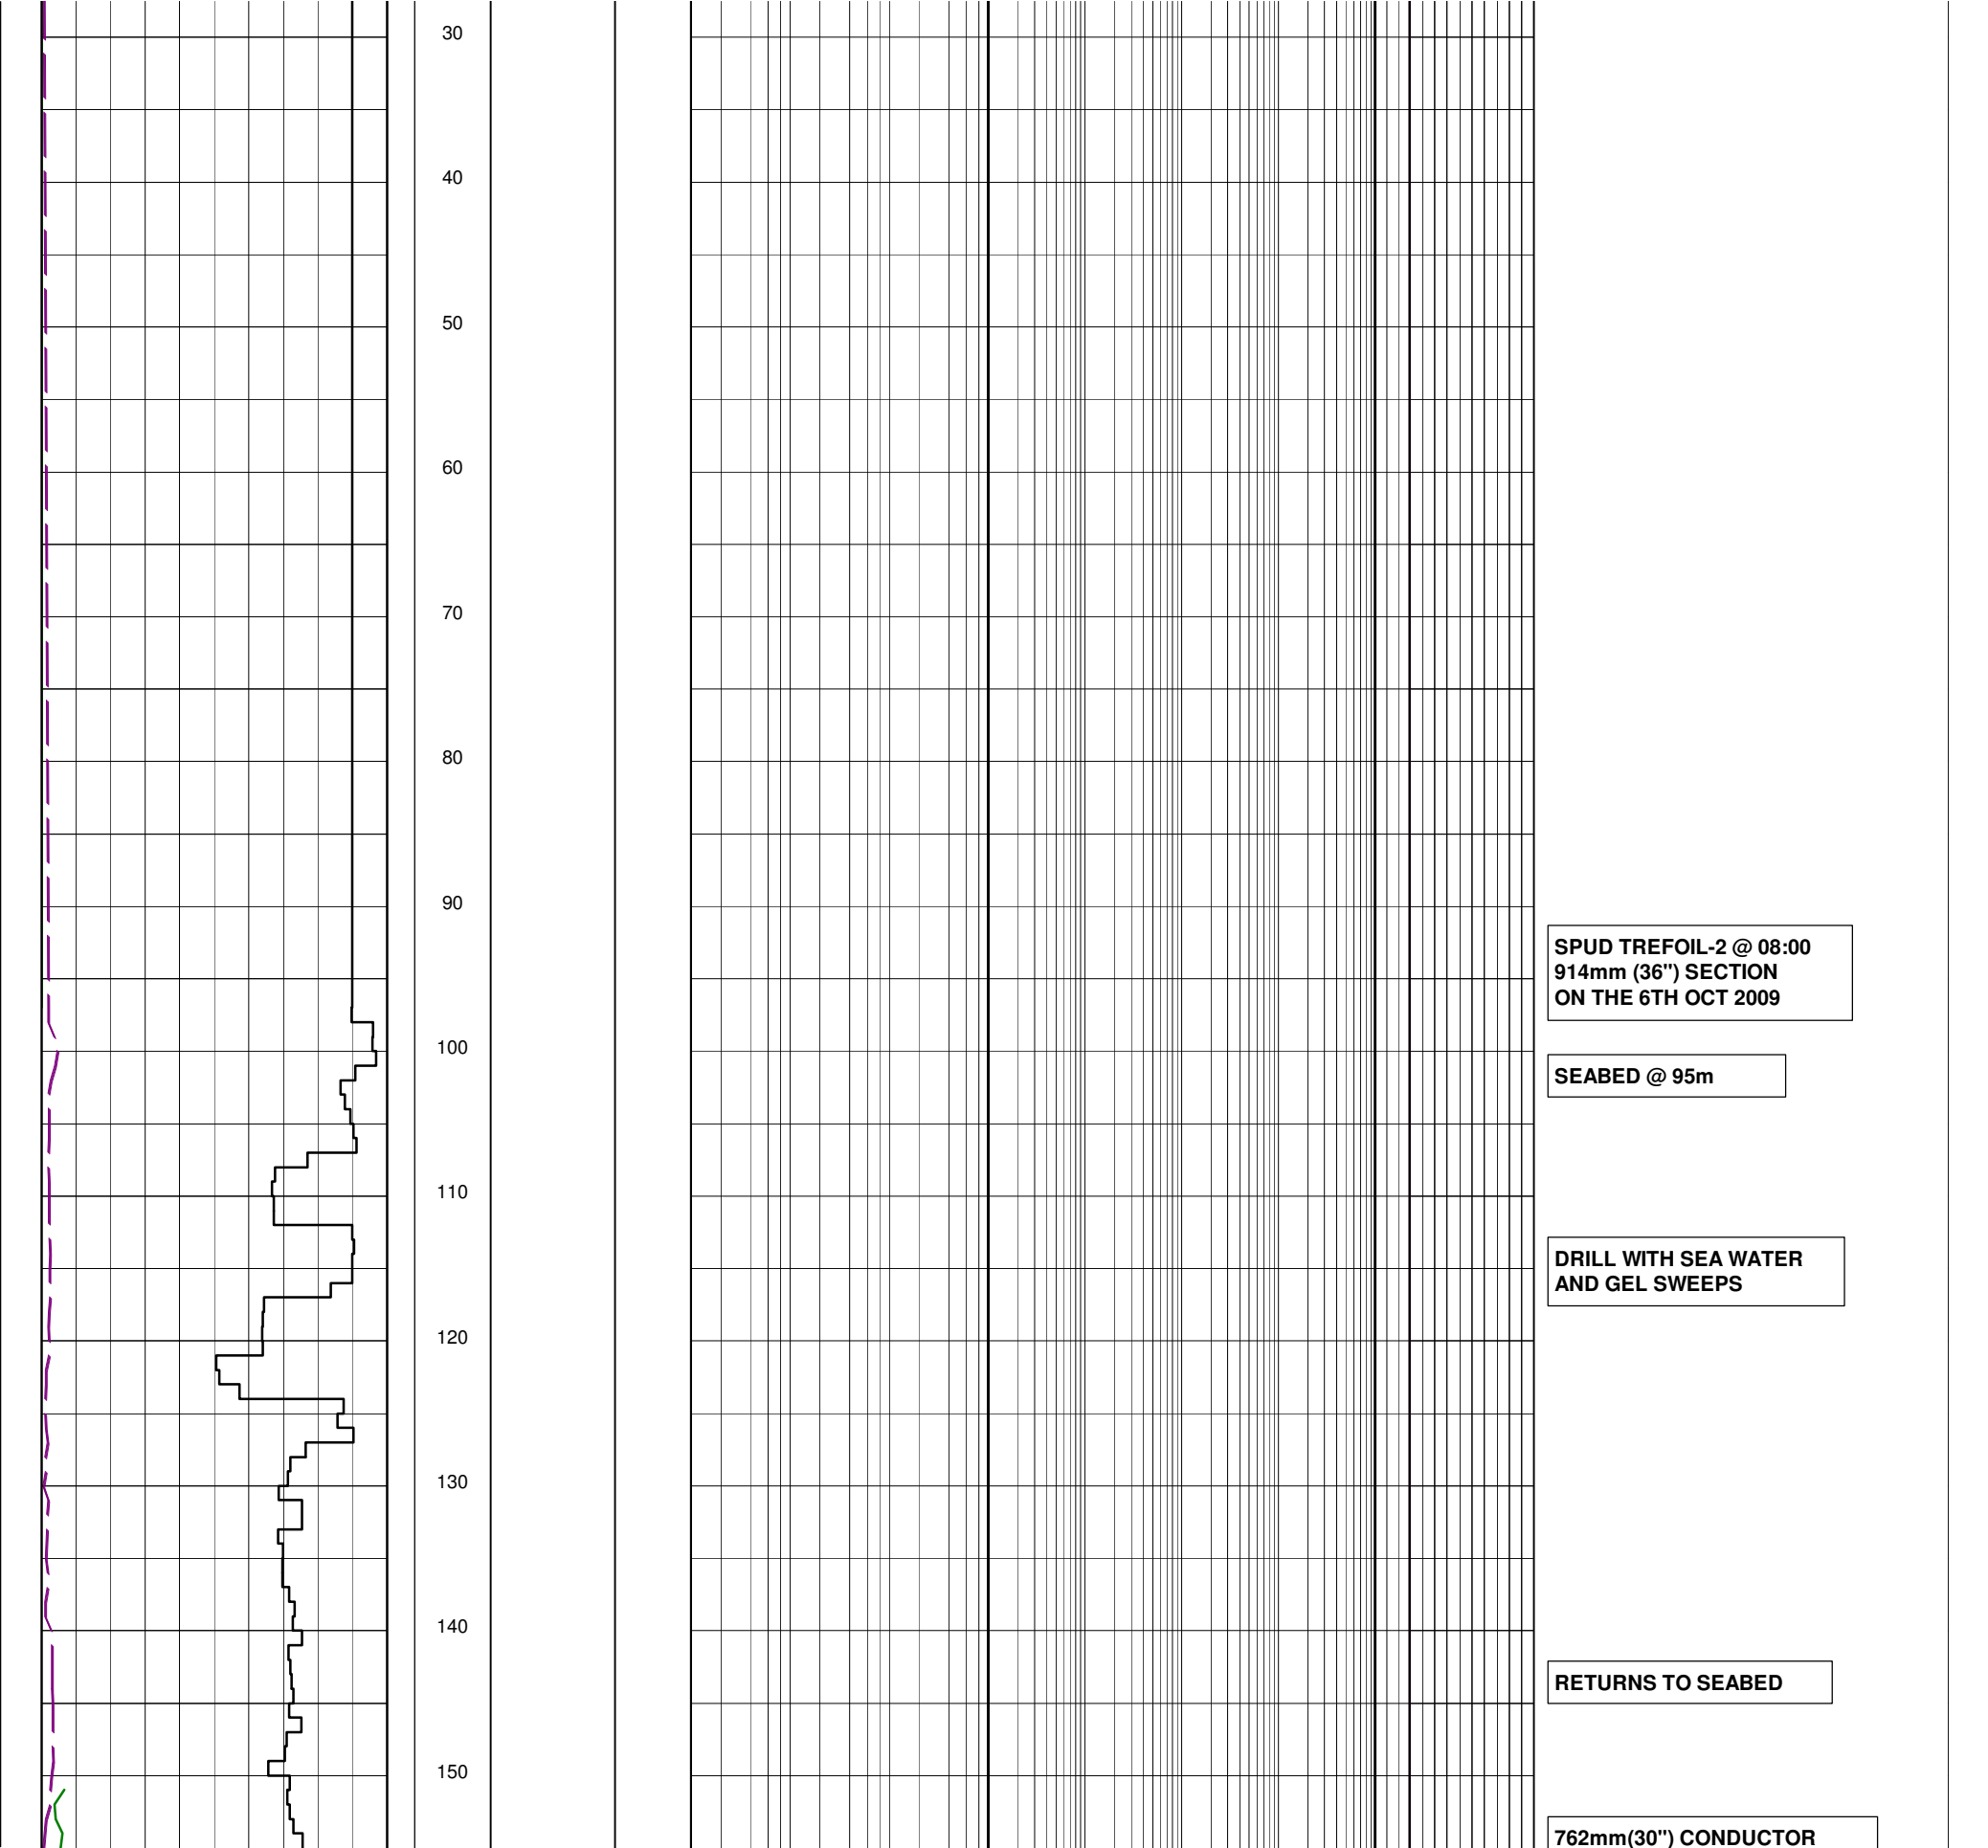 30
40
50
60
70
80
90
SPUD TREFOIL-2 @ 08:00
914mm (36") SECTION
ON THE 6TH OCT 2009
100
SEABED @ 95m
110
DRILL WITH SEA WATER
AND GEL SWEEPS
120
130
140
RETURNS TO SEABED
150
762mm(30") CONDUCTOR